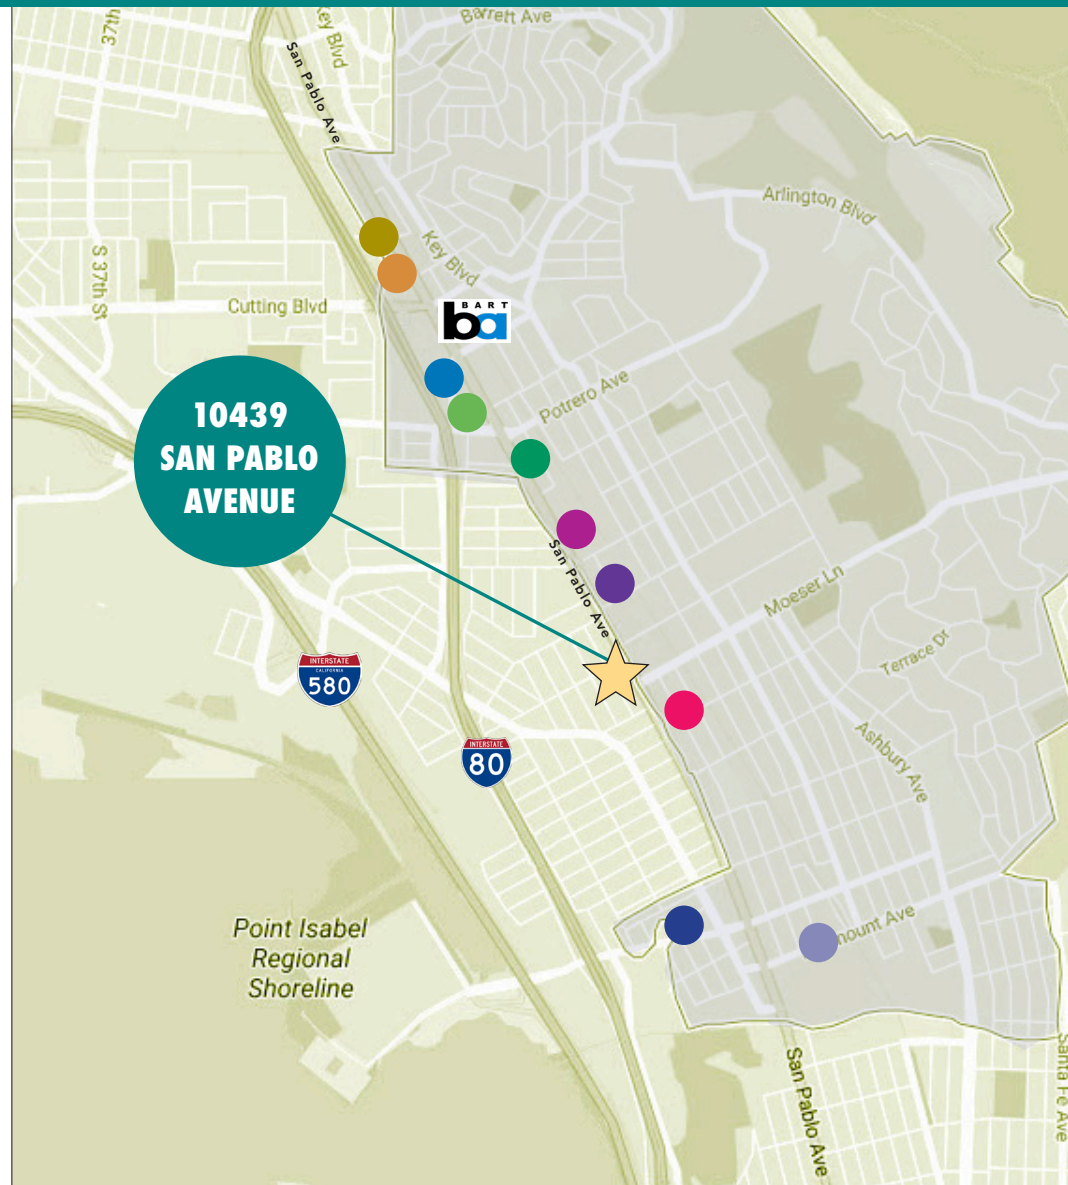 Barrett Ave
37th
Key Blvd
San Pablo Ave
Arlington Blvd
Key Blvd
S 37th St
Cutting Blvd
BART
ba
Potrero Ave
10439
SAN PABLO
AVENUE
San Pablo Ave
Moeser Ln
Terrace Dr
INTERSTATE
CALIFORNIA
580
INTERSTATE
80
Ashbury Ave
mount Ave
Point Isabel
Regional
Shoreline
San Pablo Ave
Santa Fe Ave